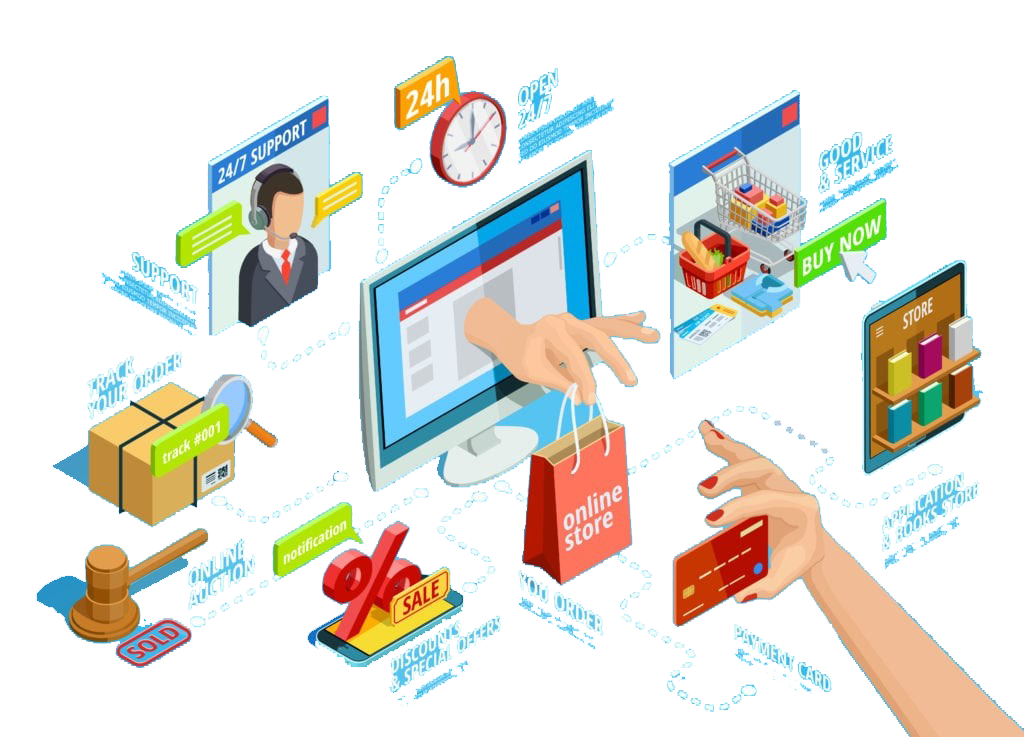 24h
OPEN
24/7
24/7 SUPPORT
GOOD
& SERVICE
BUY NOW
SUPPORT
STORE
TRACK
YOUR ORDER
track #001
online
store
APPLICATION
& BOOKS STORE
notification
ONLINE
AUCTION
SALE
SOLD
YOU ORDER
DISCOUNTS
& SPECIAL OFFERS
PAYMENT CARD